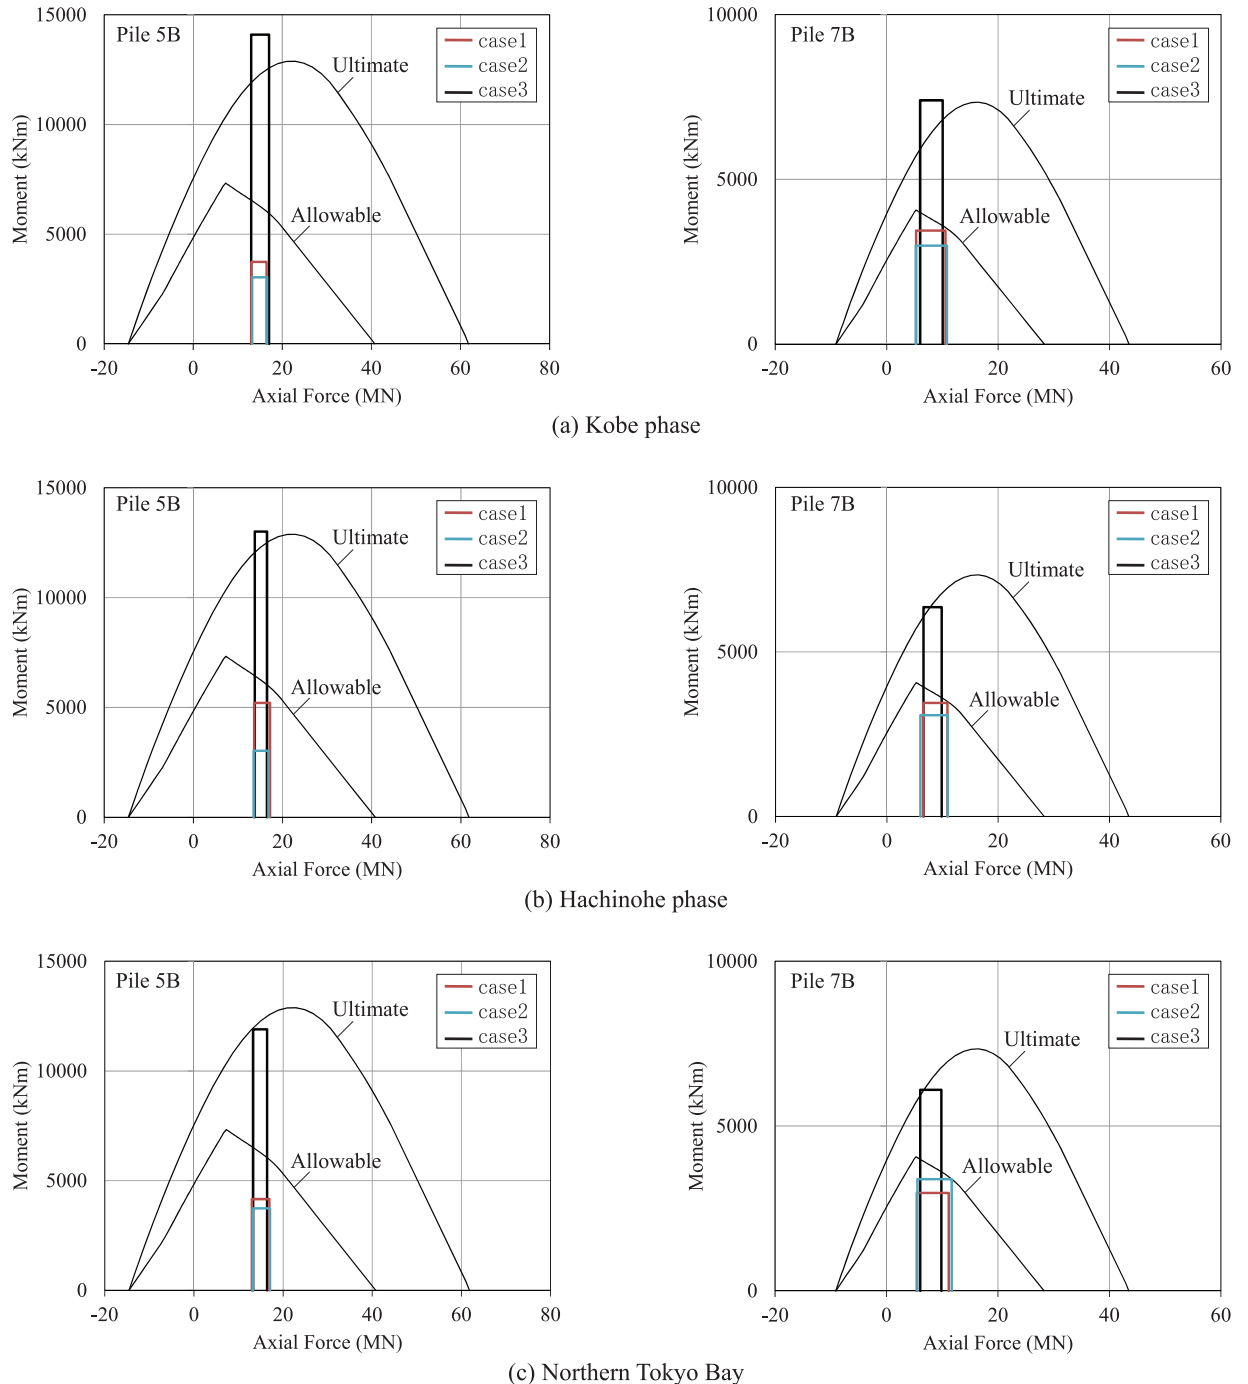 Pile 5B
case1
case2
case3
Ultimate
Allowable
Moment (kNm)
15000
10000
5000
0
-20 0 20 40 60 80
Axial Force (MN)
Pile 7B
case1
case2
case3
Ultimate
Allowable
Moment (kNm)
10000
5000
0
-20 0 20 40 60
Axial Force (MN)
(a) Kobe phase
Pile 5B
case1
case2
case3
Ultimate
Allowable
Moment (kNm)
15000
10000
5000
0
-20 0 20 40 60 80
Axial Force (MN)
Pile 7B
case1
case2
case3
Ultimate
Allowable
Moment (kNm)
10000
5000
0
-20 0 20 40 60
Axial Force (MN)
(b) Hachinohe phase
Pile 5B
case1
case2
case3
Ultimate
Allowable
Moment (kNm)
15000
10000
5000
0
-20 0 20 40 60 80
Axial Force (MN)
Pile 7B
case1
case2
case3
Ultimate
Allowable
Moment (kNm)
10000
5000
0
-20 0 20 40 60
Axial Force (MN)
(c) Northern Tokyo Bay